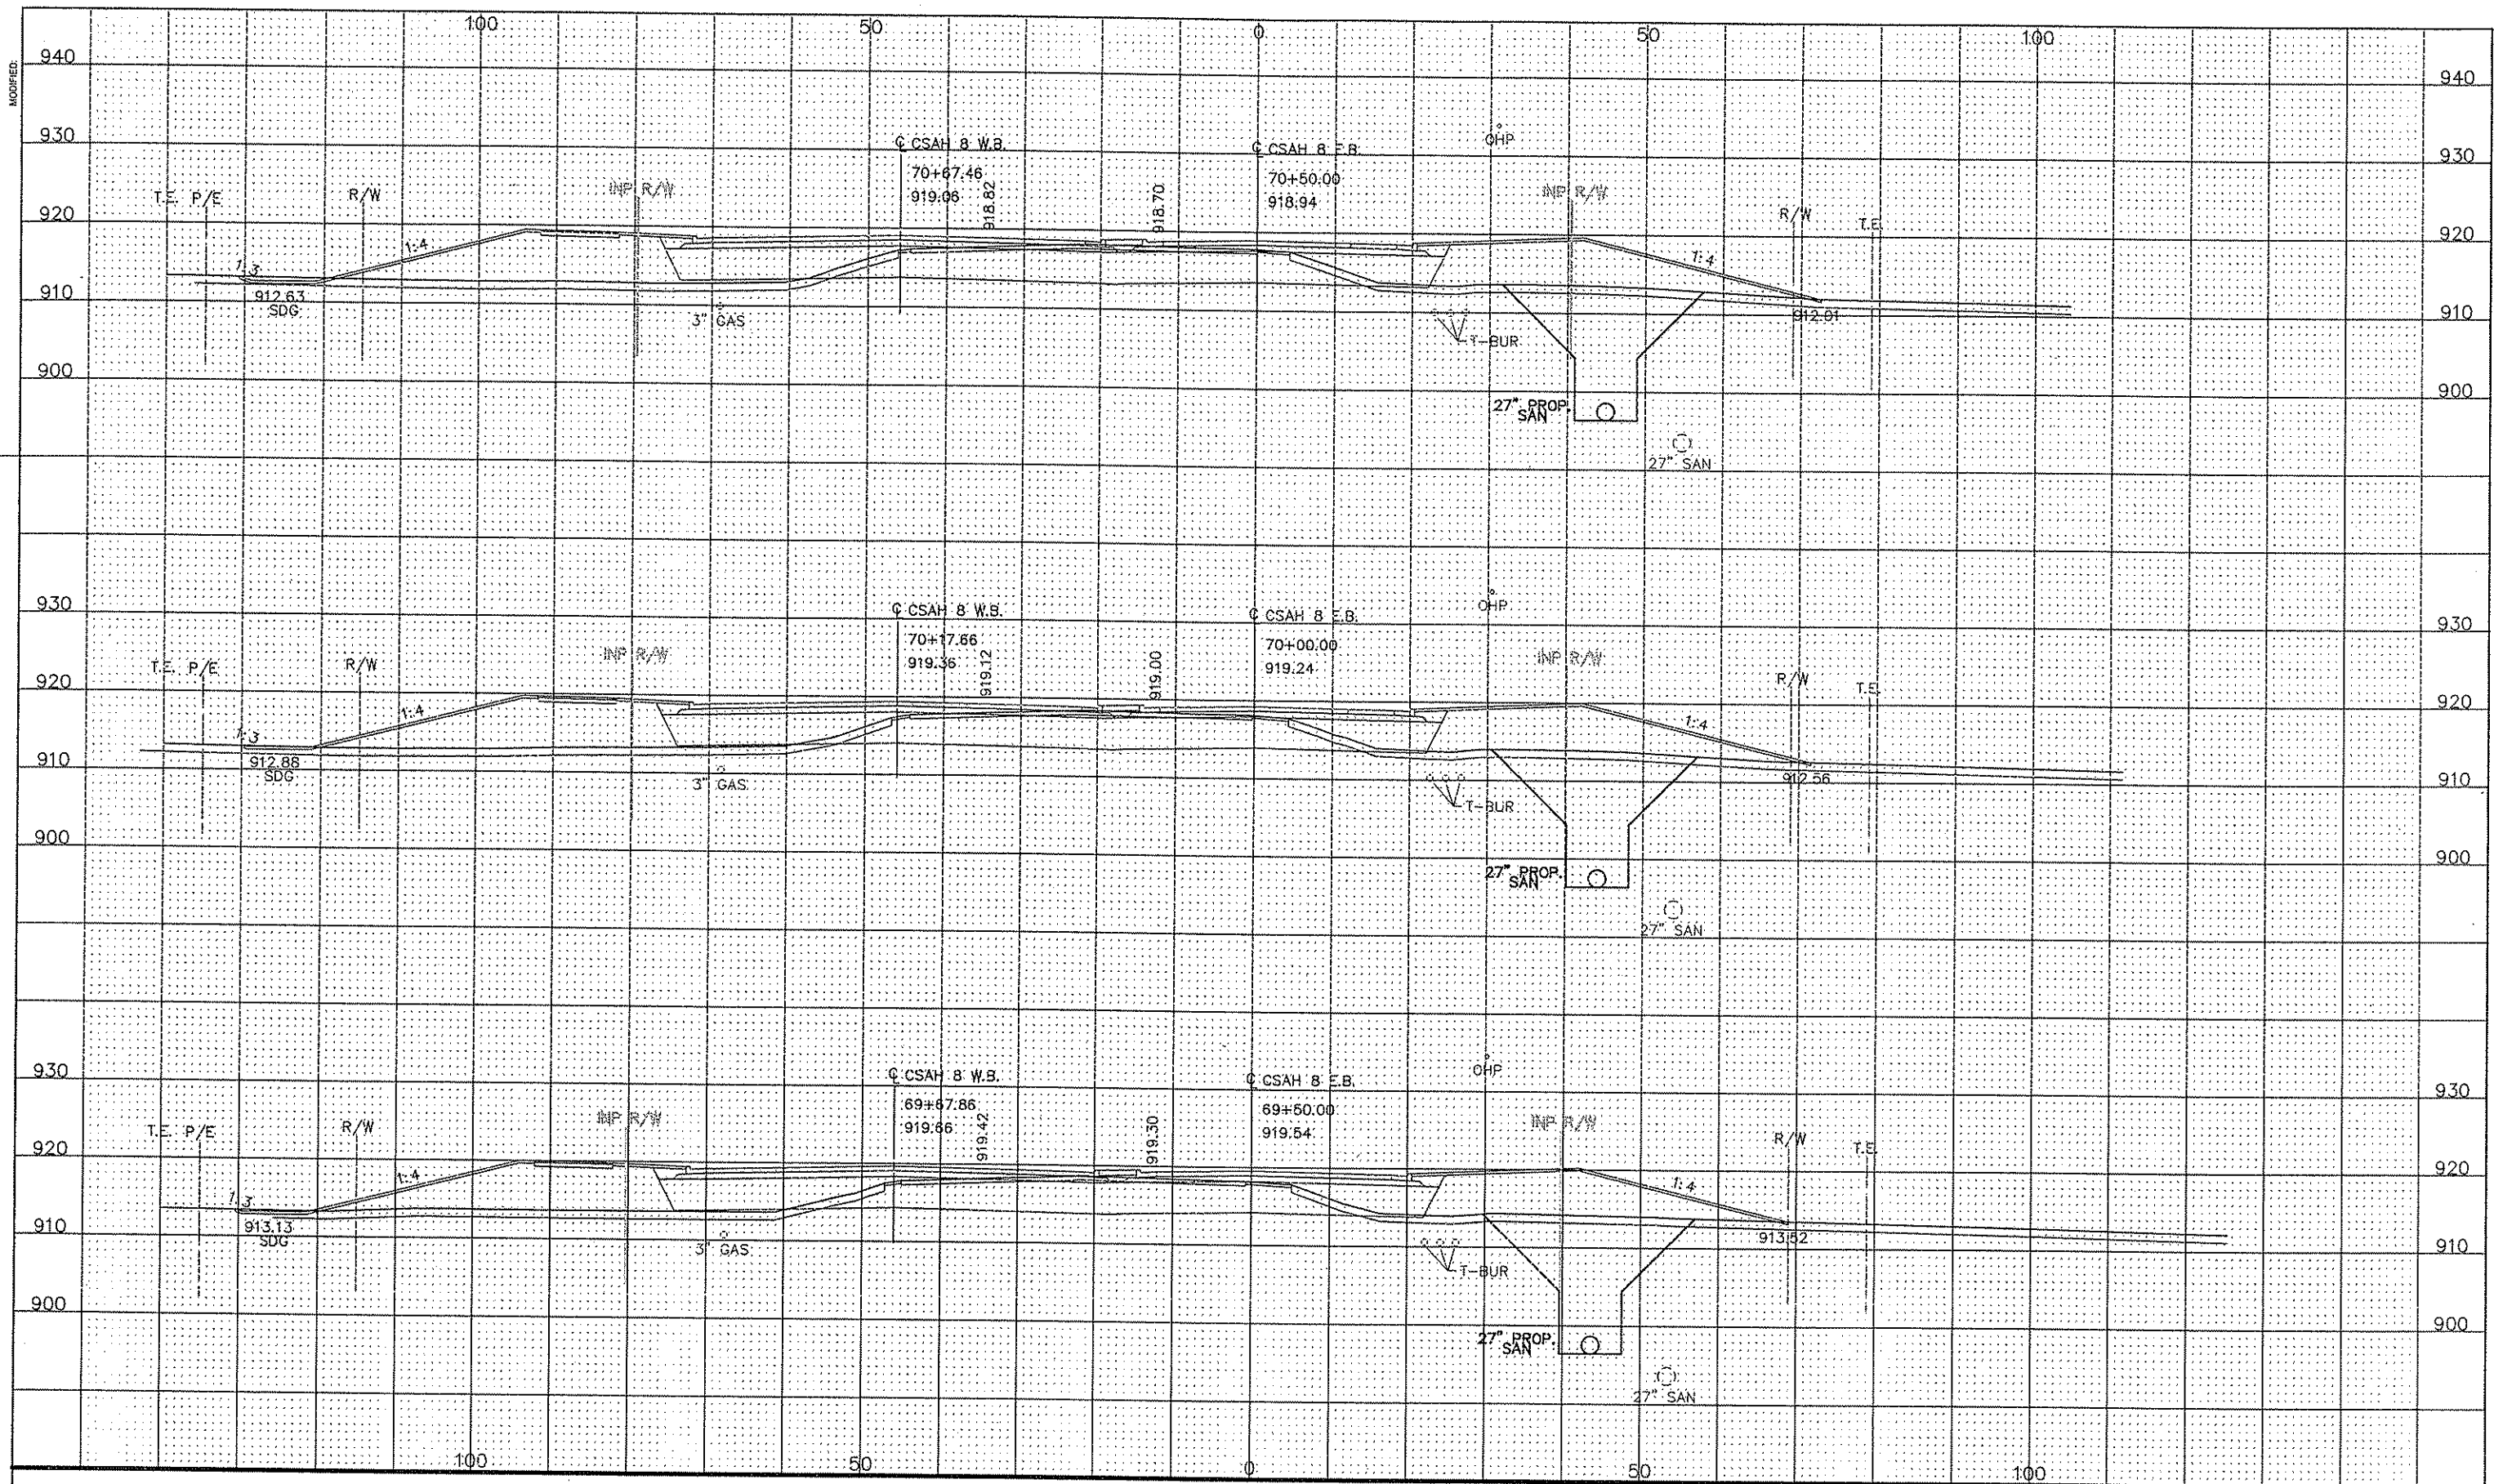 MODIFIED:
100 50 0 50 100
940 940
930 930
920 920
910 910
900 900
℄ CSAH 8 W.B.
70+67.46
919.06
918.82
918.70
℄ CSAH 8 E.B.
70+50.00
918.94
OHP
T.E. P/E
R/W
INP R/W
INP R/W
R/W
T.E.
1:3
1:4
1:4
912.63
SDG
3" GAS
T-BUR
912.01
27" PROP.
SAN
27" SAN
930 930
920 920
910 910
900 900
℄ CSAH 8 W.B.
70+17.66
919.36
919.12
919.00
℄ CSAH 8 E.B.
70+00.00
919.24
OHP
T.E. P/E
R/W
INP R/W
INP R/W
R/W
T.E.
1:3
1:4
1:4
912.88
SDG
3" GAS
T-BUR
912.56
27" PROP.
SAN
27" SAN
930 930
920 920
910 910
900 900
℄ CSAH 8 W.B.
69+67.86
919.66
919.42
919.30
℄ CSAH 8 E.B.
69+50.00
919.54
OHP
T.E. P/E
R/W
INP R/W
INP R/W
R/W
T.E.
1:3
1:4
1:4
913.13
SDG
3" GAS
T-BUR
913.52
27" PROP.
SAN
27" SAN
100 50 0 50 100